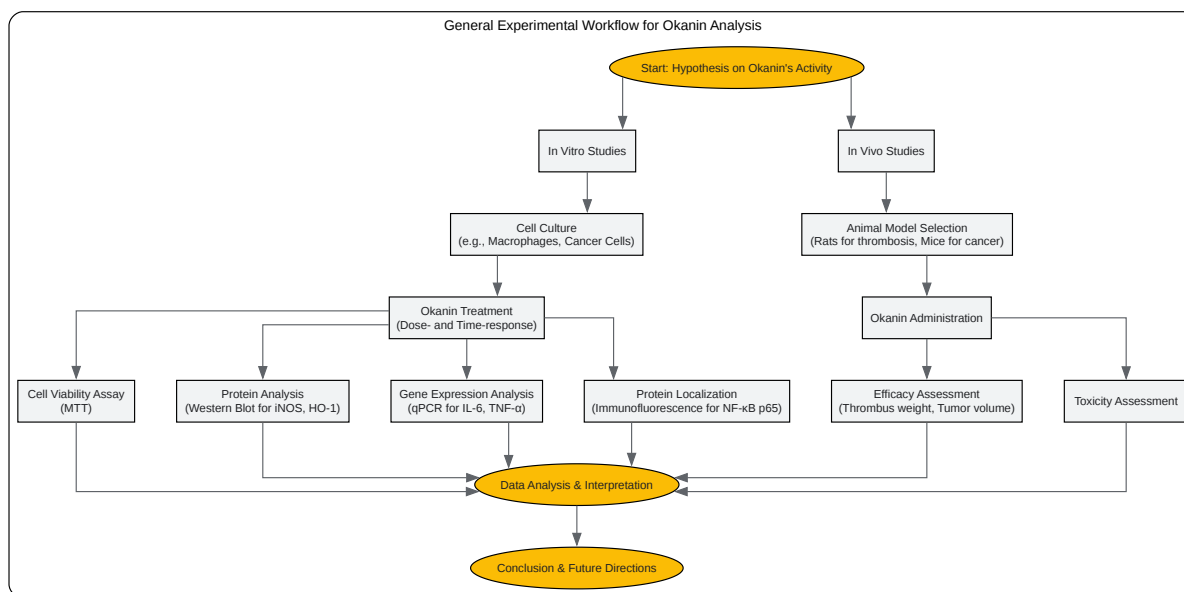 General Experimental Workflow for Okanin Analysis
Start: Hypothesis on Okanin's Activity
In Vitro Studies
In Vivo Studies
Cell Culture
(e.g., Macrophages, Cancer Cells)
Animal Model Selection
(Rats for thrombosis, Mice for cancer)
Okanin Treatment
(Dose- and Time-response)
Okanin Administration
Cell Viability Assay
(MTT)
Protein Analysis
(Western Blot for iNOS, HO-1)
Gene Expression Analysis
(qPCR for IL-6, TNF-α)
Protein Localization
(Immunofluorescence for NF-κB p65)
Efficacy Assessment
(Thrombus weight, Tumor volume)
Toxicity Assessment
Data Analysis & Interpretation
Conclusion & Future Directions